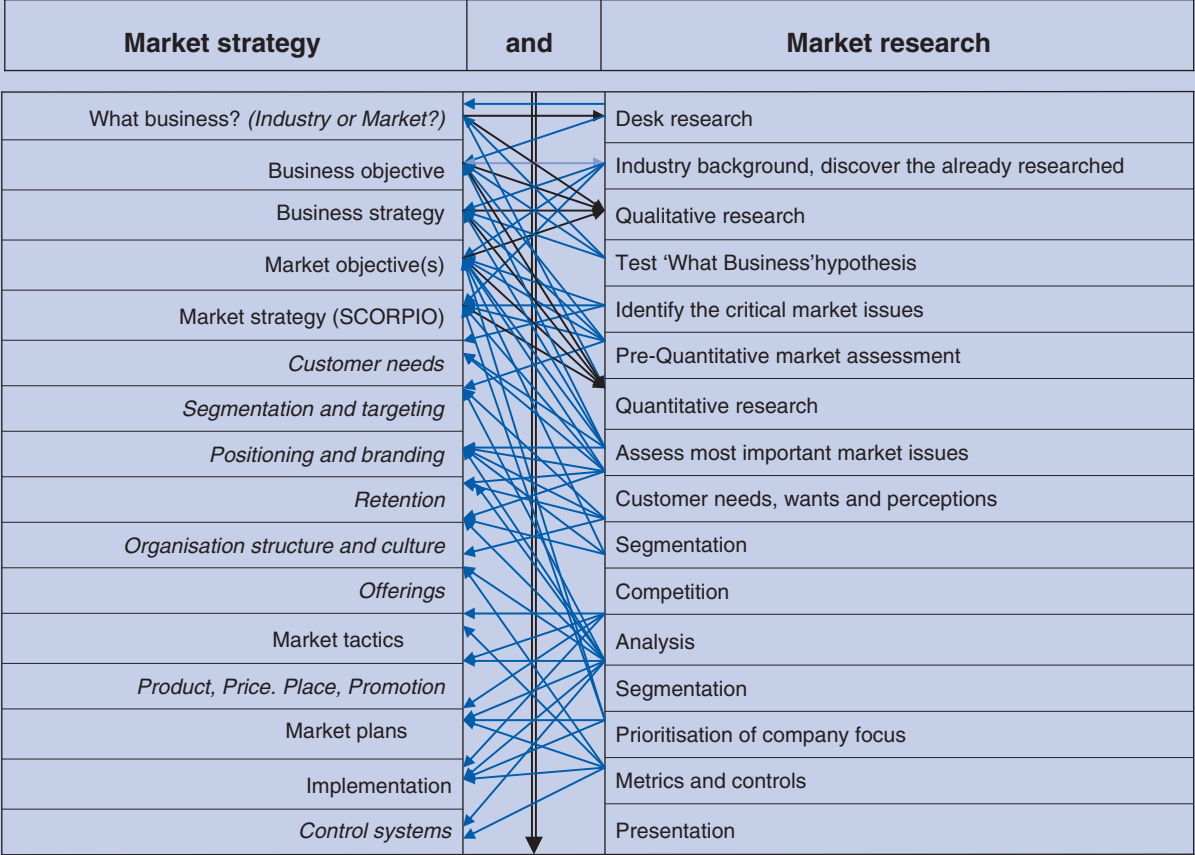 Market strategy and Market research
What business? (Industry or Market?) Desk research
Business objective Industry background, discover the already researched
Business strategy Qualitative research
Market objective(s) Test ‘What Business’hypothesis
Market strategy (SCORPIO) Identify the critical market issues
Customer needs Pre-Quantitative market assessment
Segmentation and targeting Quantitative research
Positioning and branding Assess most important market issues
Retention Customer needs, wants and perceptions
Organisation structure and culture Segmentation
Offerings Competition
Market tactics Analysis
Product, Price. Place, Promotion Segmentation
Market plans Prioritisation of company focus
Implementation Metrics and controls
Control systems Presentation